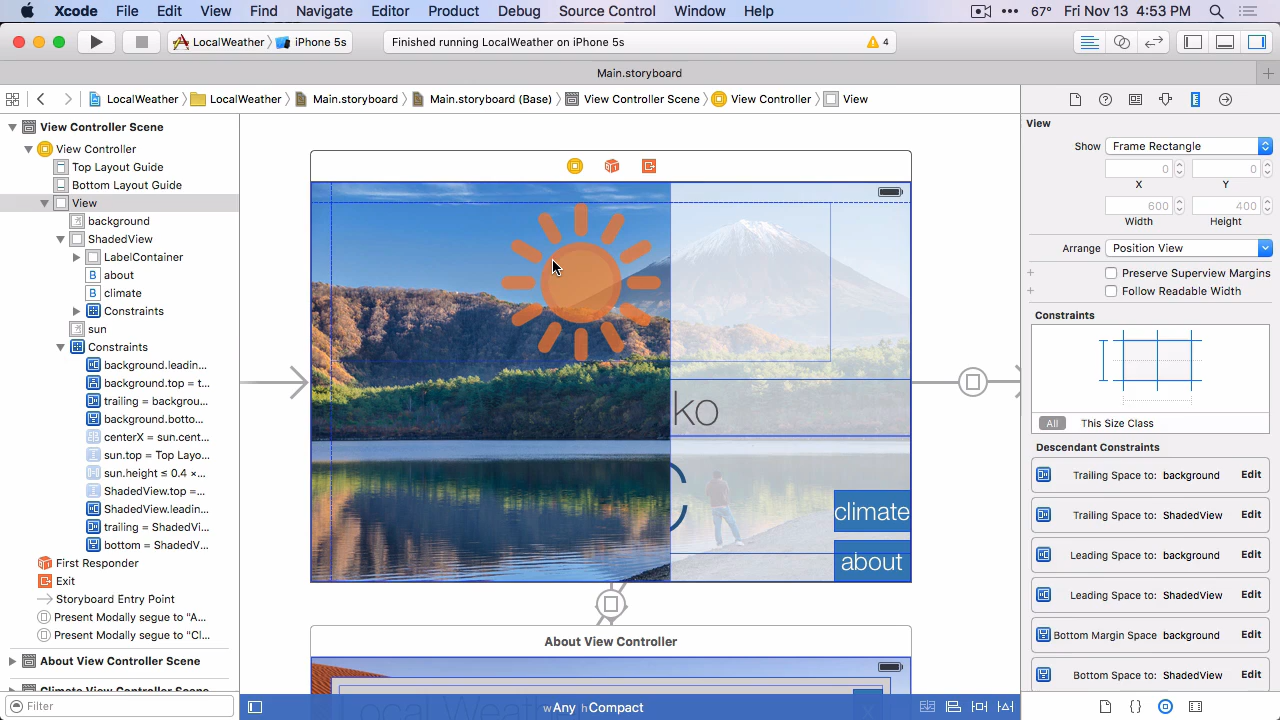 Xcode File Edit View Find Navigate Editor Product Debug Source Control Window Help 67° Fri Nov 13 4:53 PM
LocalWeather iPhone 5s Finished running LocalWeather on iPhone 5s 4
Main.storyboard
LocalWeather LocalWeather Main.storyboard Main.storyboard (Base) View Controller Scene View Controller View
View Controller Scene
View Controller
Top Layout Guide
Bottom Layout Guide
View
background
ShadedView
LabelContainer
B about
B climate
Constraints
sun
Constraints
background.leadin...
background.top = t...
trailing = backgrou...
background.botto...
centerX = sun.cent...
sun.top = Top Layo...
sun.height ≤ 0.4 ×...
ShadedView.top =...
ShadedView.leadin...
trailing = ShadedVi...
bottom = ShadedV...
First Responder
Exit
Storyboard Entry Point
Present Modally segue to "A...
Present Modally segue to "Cl...
About View Controller Scene
Climate View Controller Scene
Filter
ko
C
climate
about
About View Controller
Local Weath
wAny hCompact
View
Show Frame Rectangle
0 0
X Y
600 400
Width Height
Arrange Position View
Preserve Superview Margins
Follow Readable Width
Constraints
All This Size Class
Descendant Constraints
Trailing Space to: background Edit
Trailing Space to: ShadedView Edit
Leading Space to: background Edit
Leading Space to: ShadedView Edit
Bottom Margin Space background Edit
Bottom Space to: ShadedView Edit